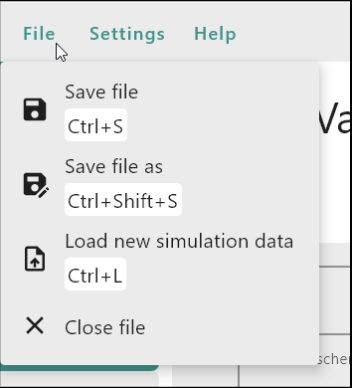 File Settings Help
Save file
Ctrl+S
Save file as
Ctrl+Shift+S
Load new simulation data
Ctrl+L
Close file